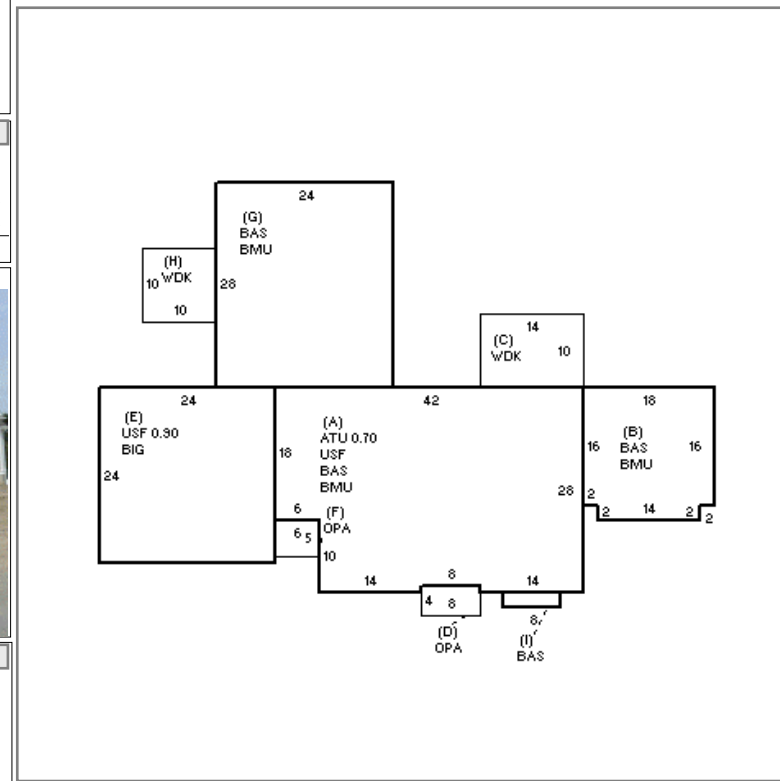 24
(G)
BAS
BMU
(H)
WDK
10
28
10
14
(C)
WDK
10
24
42
18
(E)
USF 0.90
BIG
(A)
ATU 0.70
USF
BAS
BMU
(B)
BAS
BMU
18
16
16
24
28
2
2
14
2
2
6
(F)
OPA
6
5
10
14
8
14
4
8
(D)
OPA
8
(I)
BAS